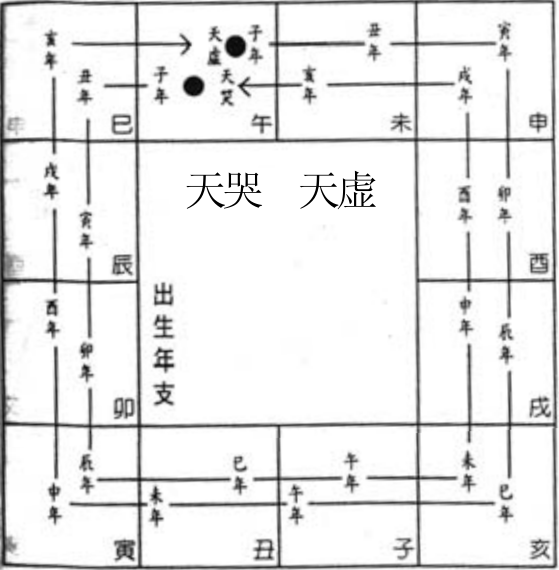 亥年
天虛
子年
丑年
寅年
丑年
子年
天哭
亥年
戌年
巳
午
未
申
天哭 天虚
戌年
寅年
辰
酉年
卯年
酉
出生年支
酉年
卯年
卯
申年
辰年
戌
辰年
巳年
午年
未年
申年
未年
午年
巳年
寅
丑
子
亥